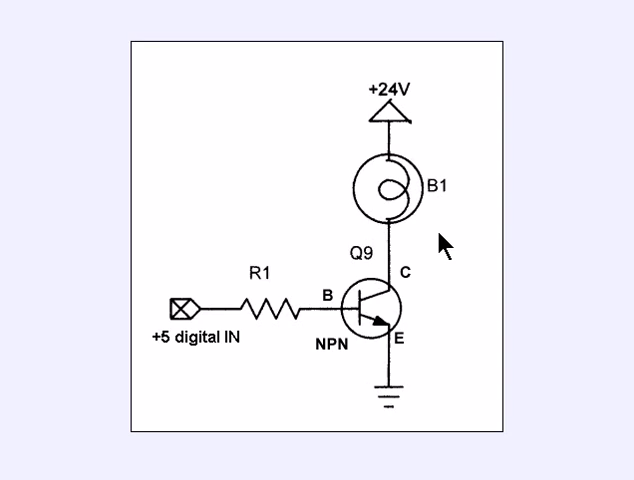 +24V
B1
Q9
C
R1
B
+5 digital IN
NPN
E